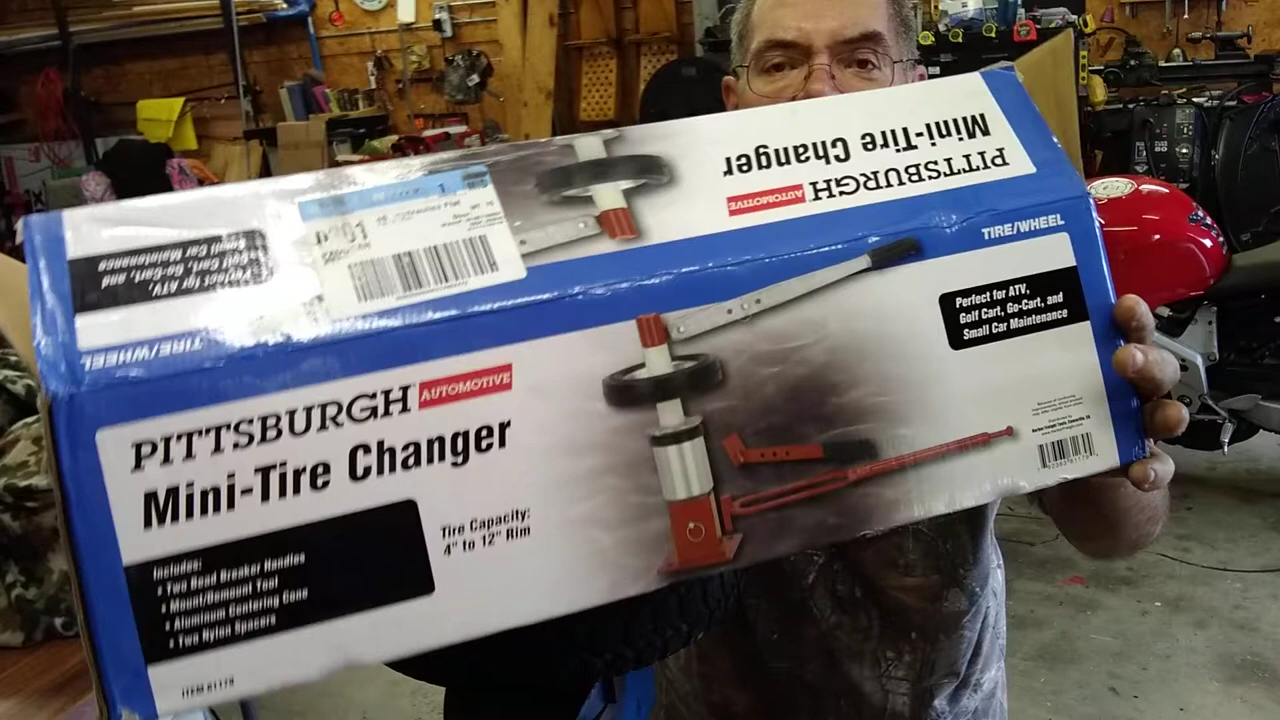 PITTSBURGH AUTOMOTIVE
Mini-Tire Changer
Perfect for ATV,
Golf Cart, Go-Cart, and
Small Car Maintenance
TIRE/WHEEL
TIRE/WHEEL
Perfect for ATV,
Golf Cart, Go-Cart, and
Small Car Maintenance
PITTSBURGH AUTOMOTIVE
Mini-Tire Changer
Tire Capacity:
4" to 12" Rim
Includes:
• Two Bead Breaker Handles
• Mount/Demount Tool
• Aluminum Centering Cone
• Two Nylon Spacers
ITEM 61179